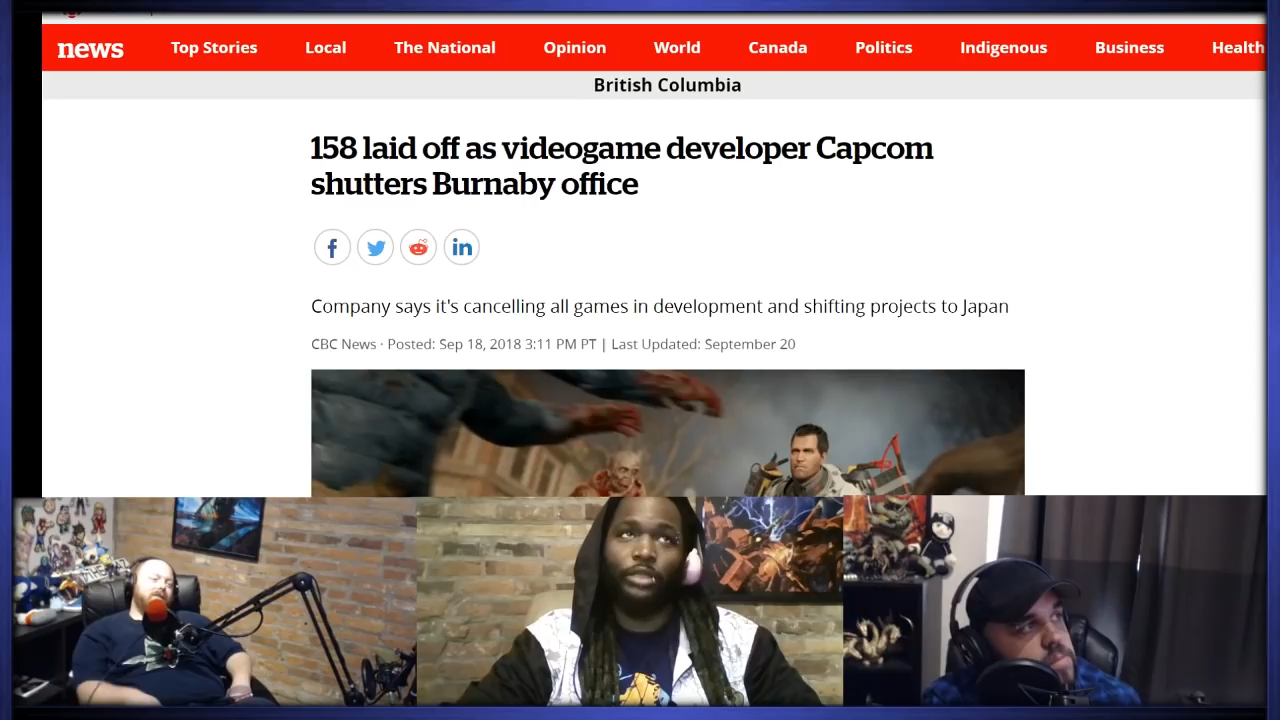 news Top Stories Local The National Opinion World Canada Politics Indigenous Business Health
British Columbia
158 laid off as videogame developer Capcom
shutters Burnaby office
Company says it's cancelling all games in development and shifting projects to Japan
CBC News · Posted: Sep 18, 2018 3:11 PM PT | Last Updated: September 20